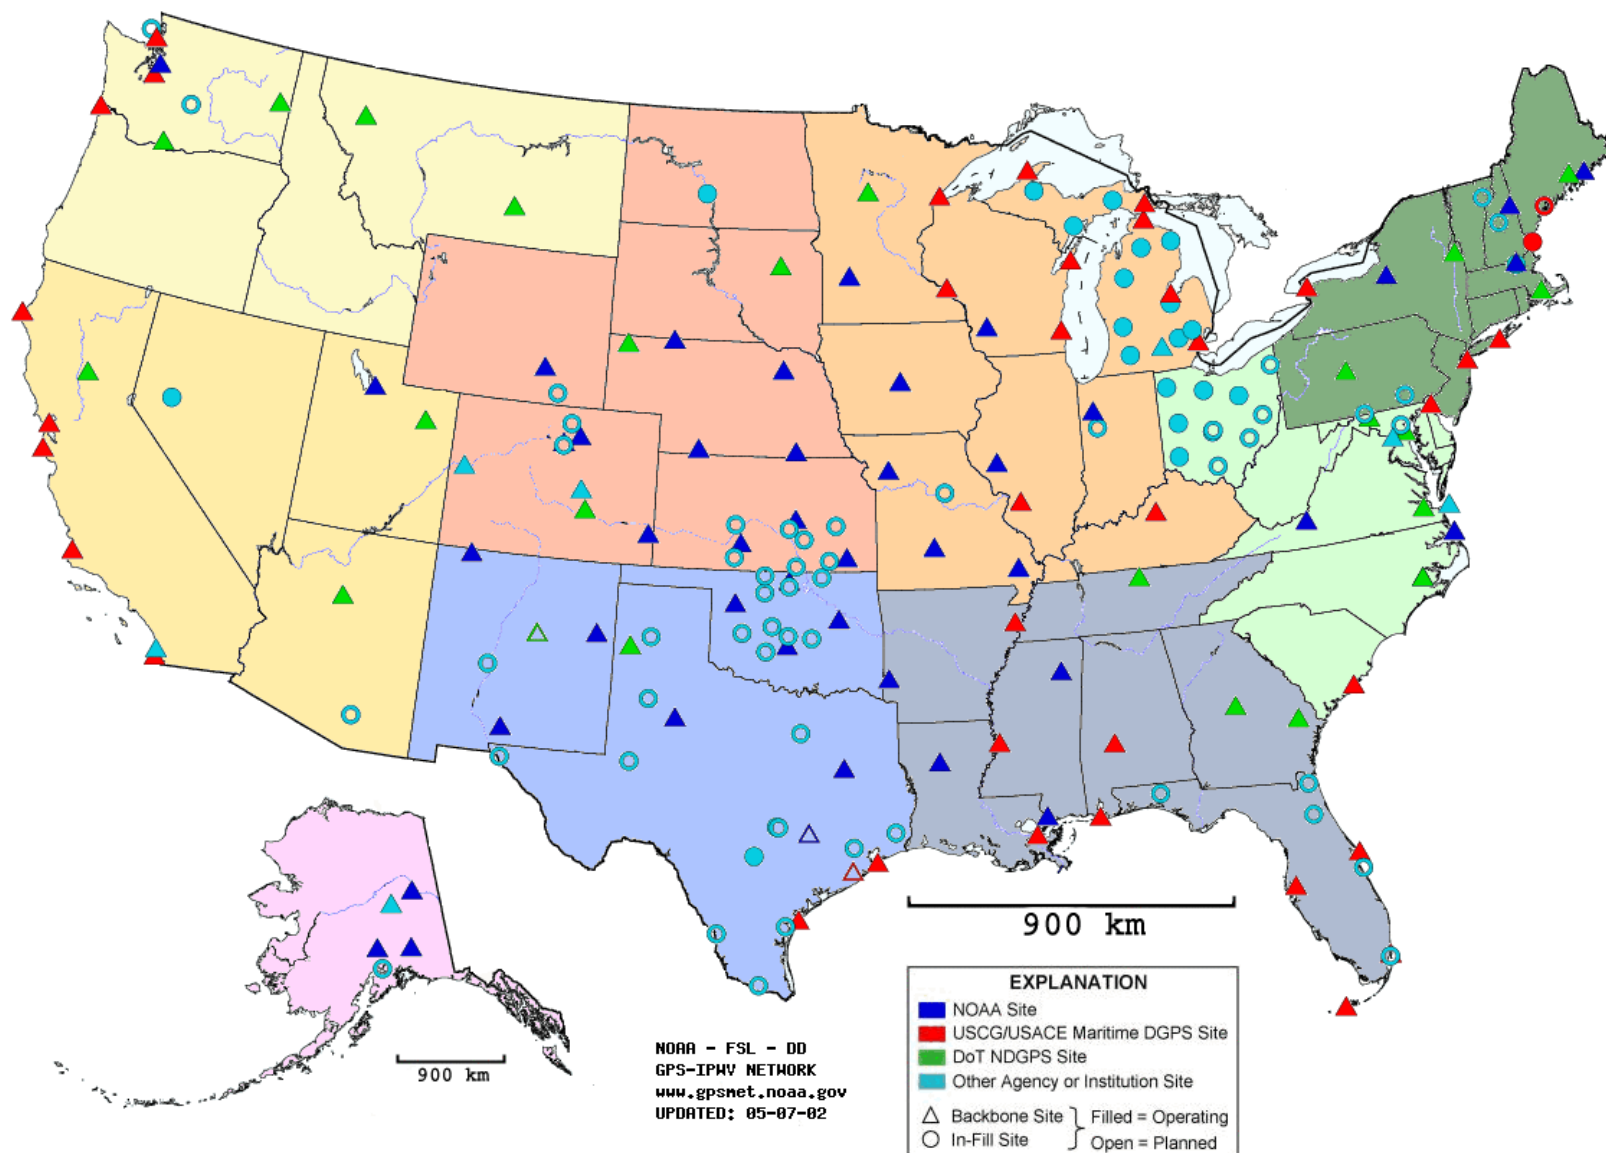 900 km
900 km
NOAA - FSL - DD
GPS-IPWV NETWORK
www.gpsmet.noaa.gov
UPDATED: 05-07-02
EXPLANATION
NOAA Site
USCG/USACE Maritime DGPS Site
DoT NDGPS Site
Other Agency or Institution Site
Backbone Site Filled = Operating
In-Fill Site Open = Planned